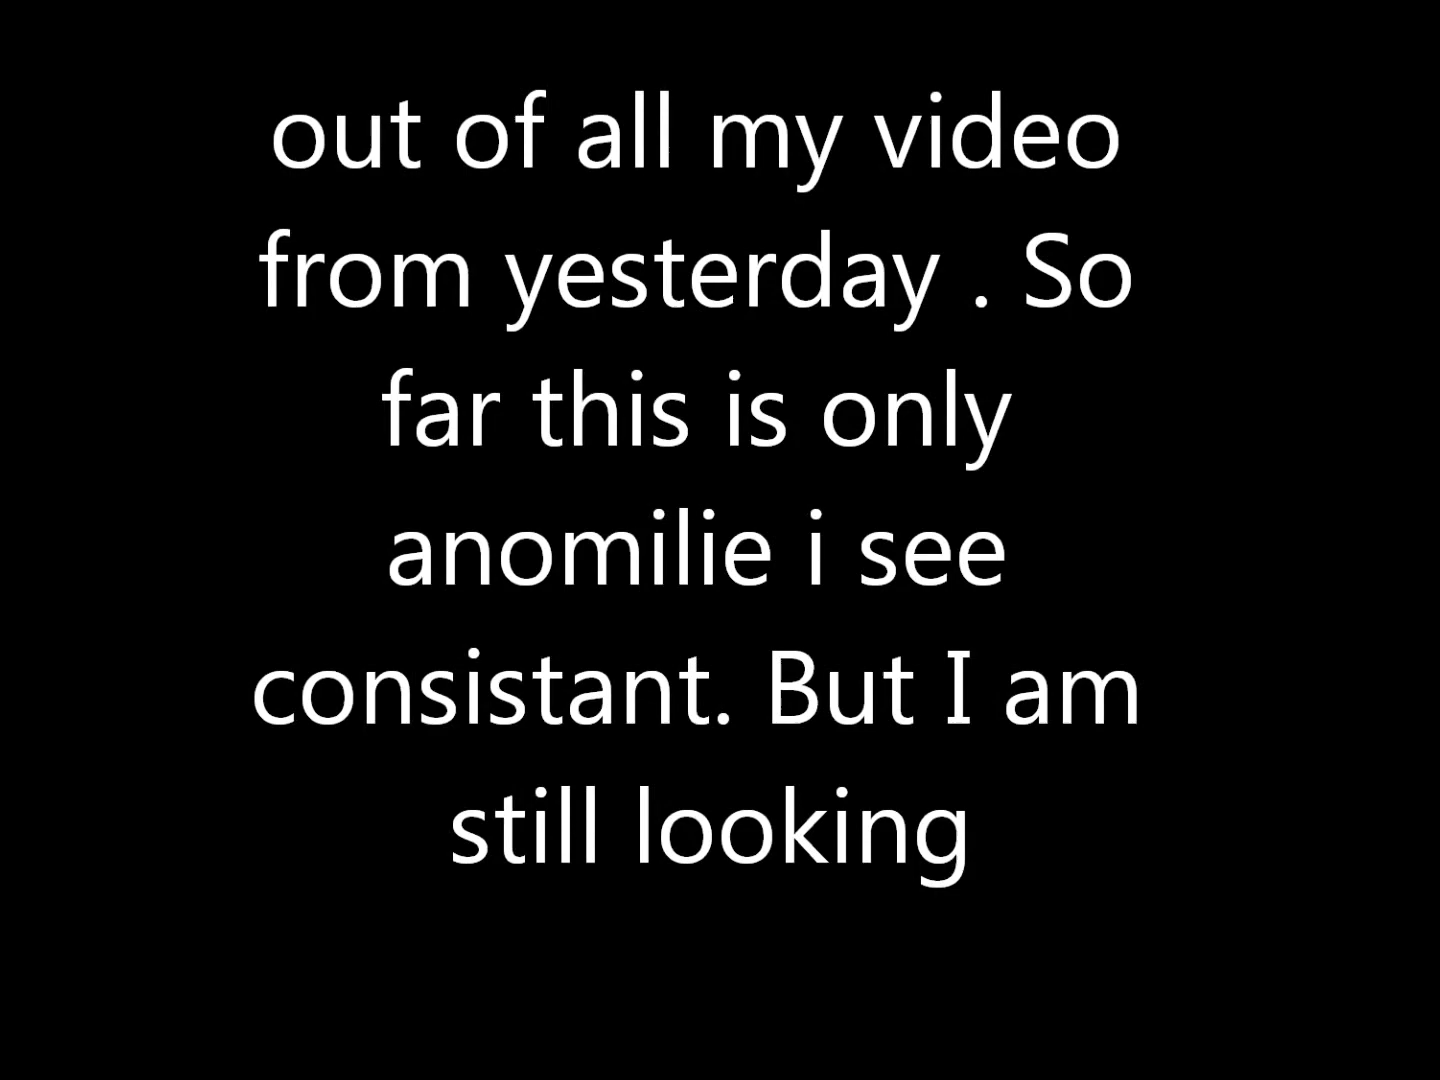 out of all my video
from yesterday . So
far this is only
anomilie i see
consistant. But I am
still looking